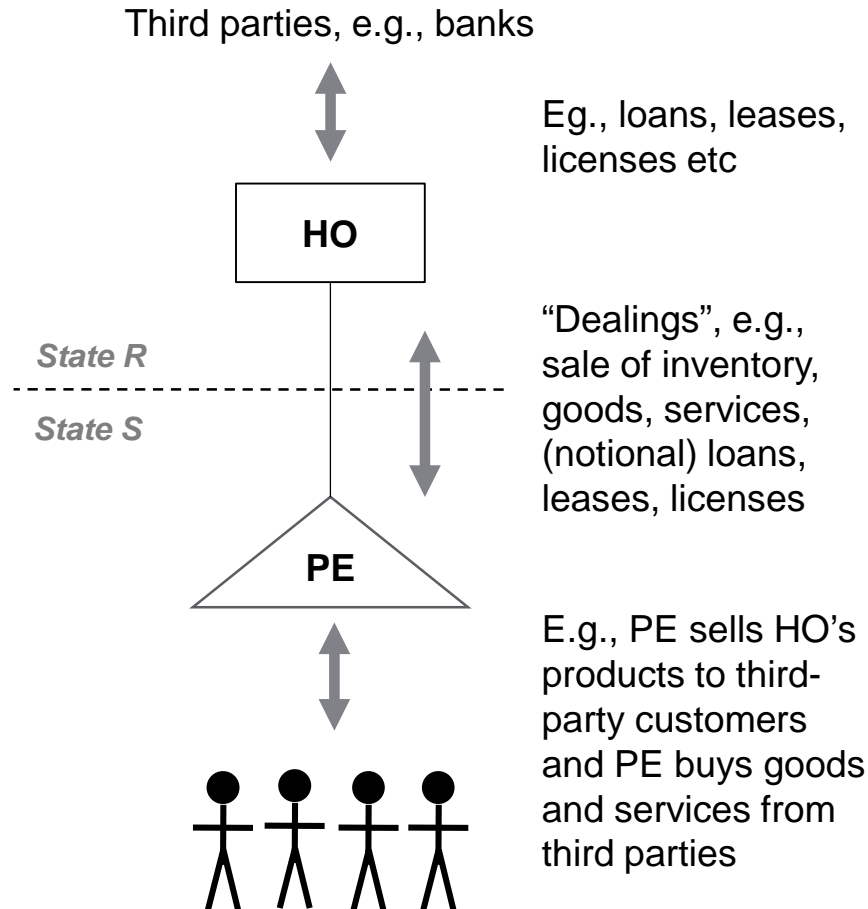 Third parties, e.g., banks
Eg., loans, leases,
licenses etc
HO
“Dealings”, e.g.,
sale of inventory,
goods, services,
(notional) loans,
leases, licenses
State R
State S
PE
E.g., PE sells HO’s
products to third-
party customers
and PE buys goods
and services from
third parties